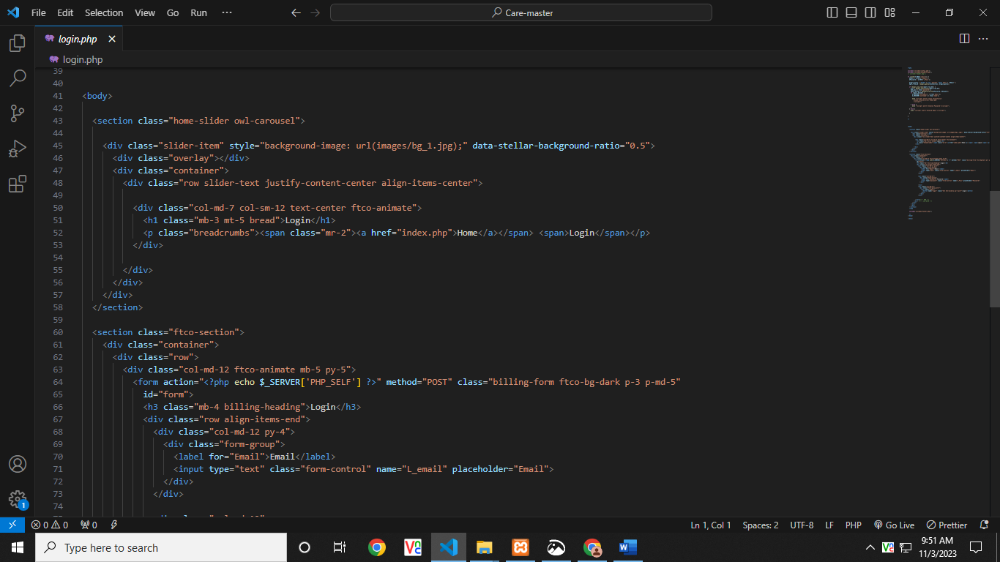 File Edit Selection View Go Run ··· Care-master
login.php
login.php
39
40
41 <body>
42
43 <section class="home-slider owl-carousel">
44
45 <div class="slider-item" style="background-image: url(images/bg_1.jpg);" data-stellar-background-ratio="0.5">
46 <div class="overlay"></div>
47 <div class="container">
48 <div class="row slider-text justify-content-center align-items-center">
49
50 <div class="col-md-7 col-sm-12 text-center ftco-animate">
51 <h1 class="mb-3 mt-5 bread">Login</h1>
52 <p class="breadcrumbs"><span class="mr-2"><a href="index.php">Home</a></span> <span>Login</span></p>
53 </div>
54
55 </div>
56 </div>
57 </div>
58 </section>
59
60 <section class="ftco-section">
61 <div class="container">
62 <div class="row">
63 <div class="col-md-12 ftco-animate mb-5 py-5">
64 <form action="<?php echo $_SERVER['PHP_SELF'] ?>" method="POST" class="billing-form ftco-bg-dark p-3 p-md-5"
65 id="form">
66 <h3 class="mb-4 billing-heading">Login</h3>
67 <div class="row align-items-end">
68 <div class="col-md-12 py-4">
69 <div class="form-group">
70 <label for="Email">Email</label>
71 <input type="text" class="form-control" name="L_email" placeholder="Email">
72 </div>
73 </div>
74
1
0 0 0 Ln 1, Col 1 Spaces: 2 UTF-8 LF PHP Go Live Prettier
Type here to search
9:51 AM
11/3/2023